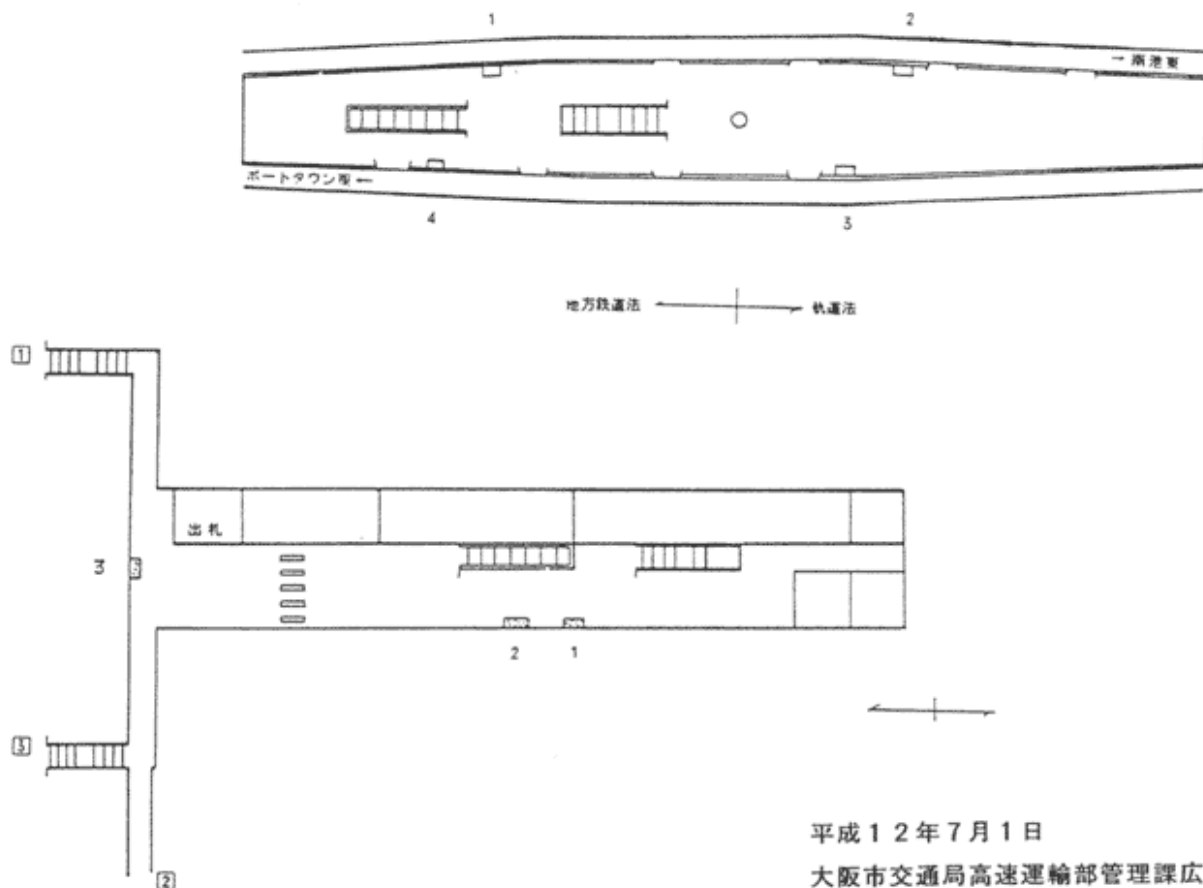 1
2
→ 南港東
ポートタウン西 ←
4
3
地方鉄道法
軌道法
1
出札
3
2
1
3
2
平成12年7月1日
大阪市交通局高速運輸部管理課広